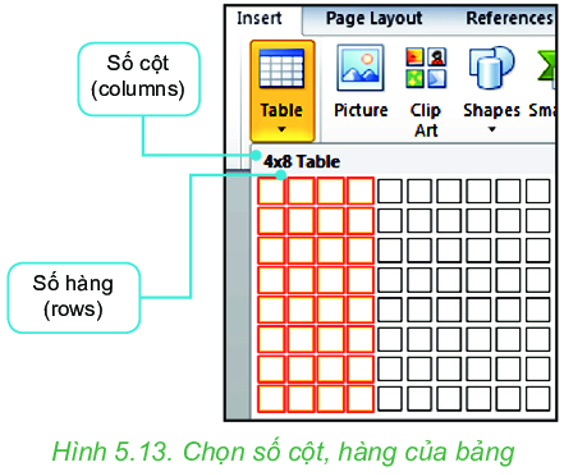 Insert Page Layout References
Số cột
(columns)
Table Picture Clip Art Shapes Sma
4x8 Table
Số hàng
(rows)
Hình 5.13. Chọn số cột, hàng của bảng